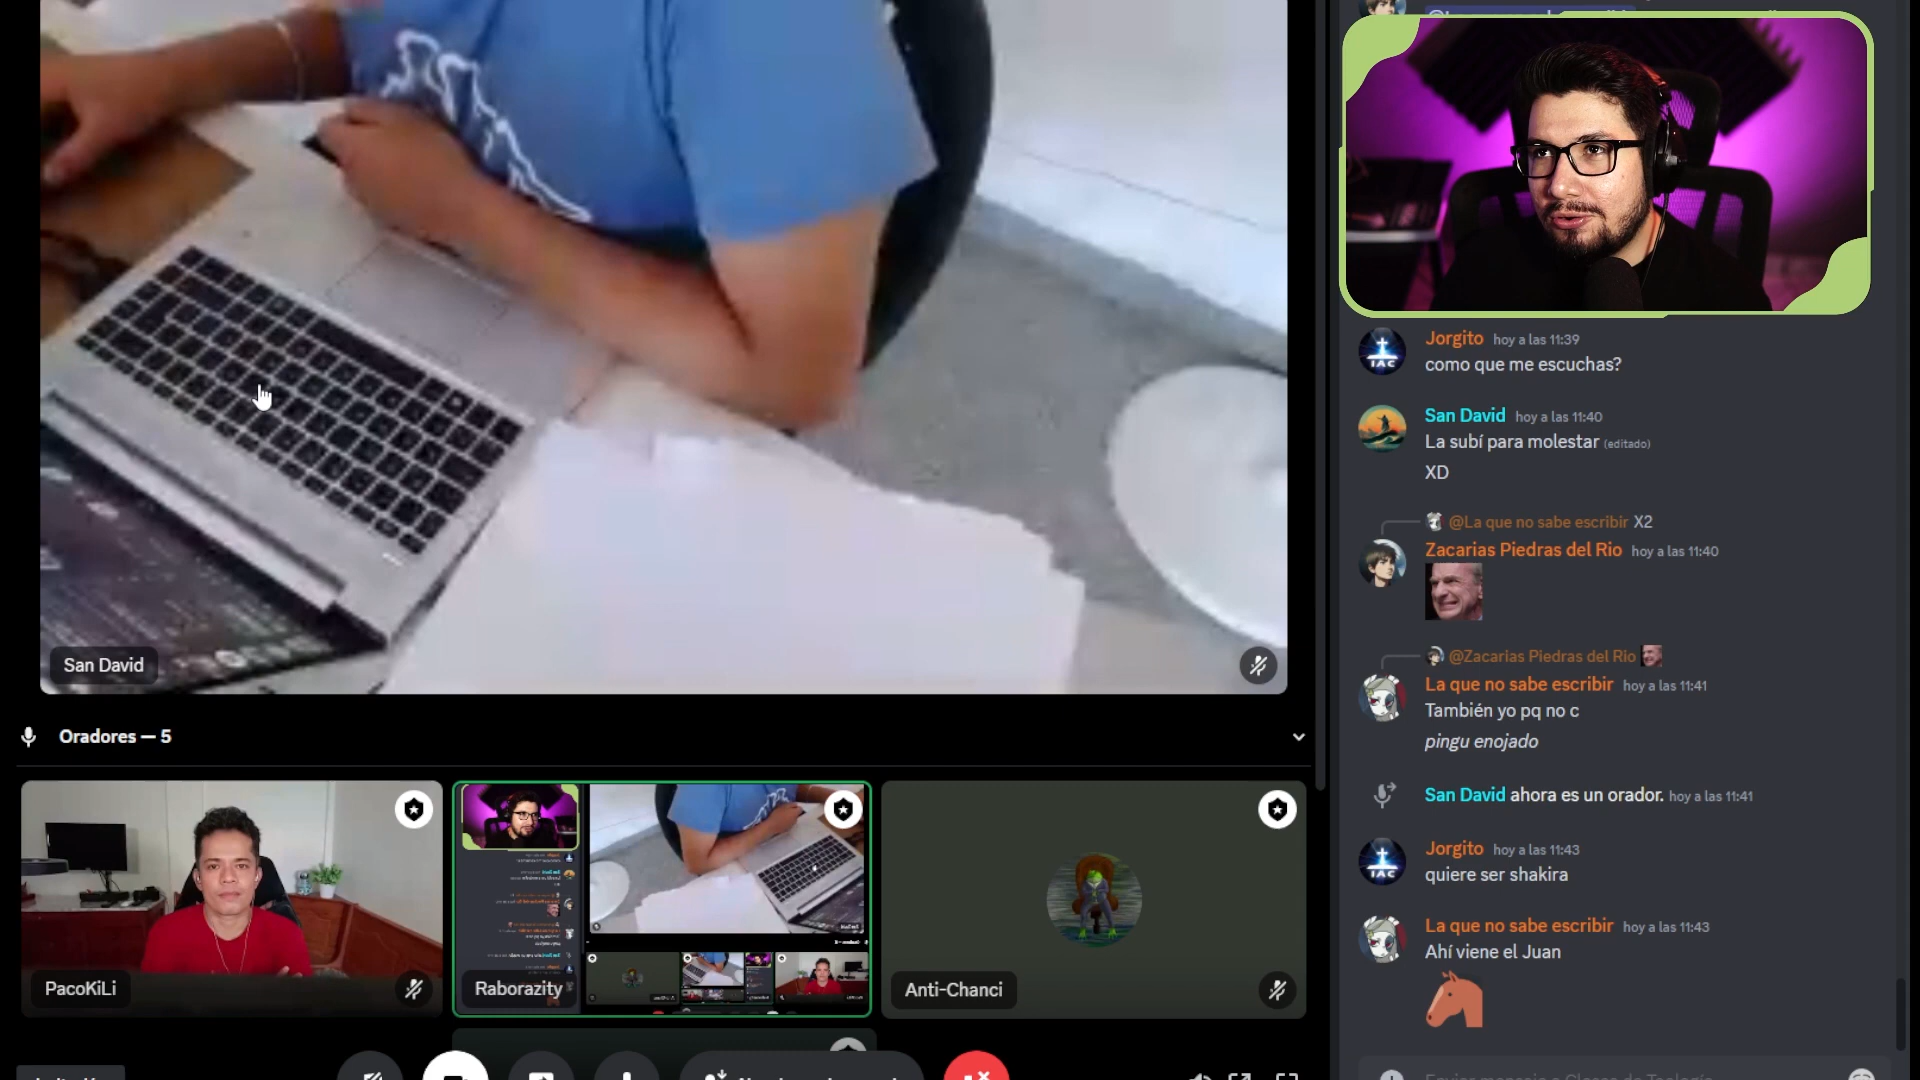 San David
Oradores — 5
PacoKiLi
Raborazity
Anti-Chanci
Jorgito hoy a las 11:39
como que me escuchas?
San David hoy a las 11:40
La subí para molestar (editado)
XD
@La que no sabe escribir X2
Zacarias Piedras del Rio hoy a las 11:40
@Zacarias Piedras del Rio
La que no sabe escribir hoy a las 11:41
También yo pq no c
pingu enojado
San David ahora es un orador. hoy a las 11:41
Jorgito hoy a las 11:43
quiere ser shakira
La que no sabe escribir hoy a las 11:43
Ahí viene el Juan